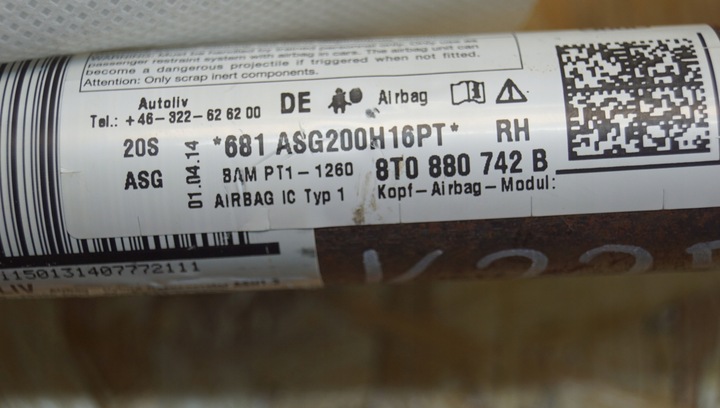 passenger restraint system with airbag in cars. The airbag unit can
become a dangerous projectile if triggered when not fitted.
Attention: Only scrap inert components.
Autoliv
Tel.: +46-322-62 62 00
DE Airbag
20S *681 ASG200H16PT* RH
ASG 01.04.14 BAM PT1-1260 8T0 880 742 B
AIRBAG IC Typ 1 Kopf-Airbag-Modul:
1150131407772111
LIV